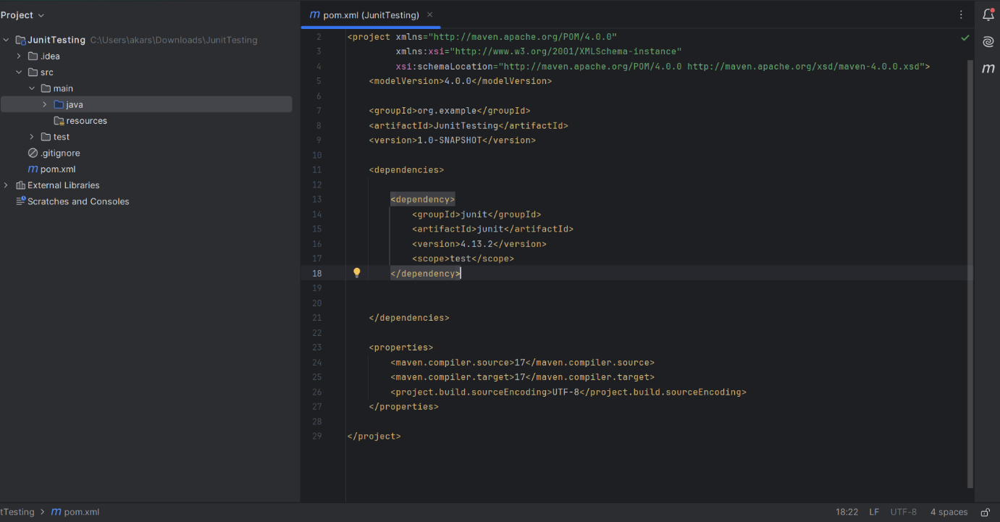 Project
JunitTesting C:\Users\akars\Downloads\JunitTesting
.idea
src
main
java
resources
test
.gitignore
m pom.xml
External Libraries
Scratches and Consoles
m pom.xml (JunitTesting) ×
2 <project xmlns="http://maven.apache.org/POM/4.0.0"
3 xmlns:xsi="http://www.w3.org/2001/XMLSchema-instance"
4 xsi:schemaLocation="http://maven.apache.org/POM/4.0.0 http://maven.apache.org/xsd/maven-4.0.0.xsd">
5 <modelVersion>4.0.0</modelVersion>
6
7 <groupId>org.example</groupId>
8 <artifactId>JunitTesting</artifactId>
9 <version>1.0-SNAPSHOT</version>
10
11 <dependencies>
12
13 <dependency>
14 <groupId>junit</groupId>
15 <artifactId>junit</artifactId>
16 <version>4.13.2</version>
17 <scope>test</scope>
18 </dependency>
19
20
21 </dependencies>
22
23 <properties>
24 <maven.compiler.source>17</maven.compiler.source>
25 <maven.compiler.target>17</maven.compiler.target>
26 <project.build.sourceEncoding>UTF-8</project.build.sourceEncoding>
27 </properties>
28
29 </project>
m
tTesting > m pom.xml
18:22 LF UTF-8 4 spaces